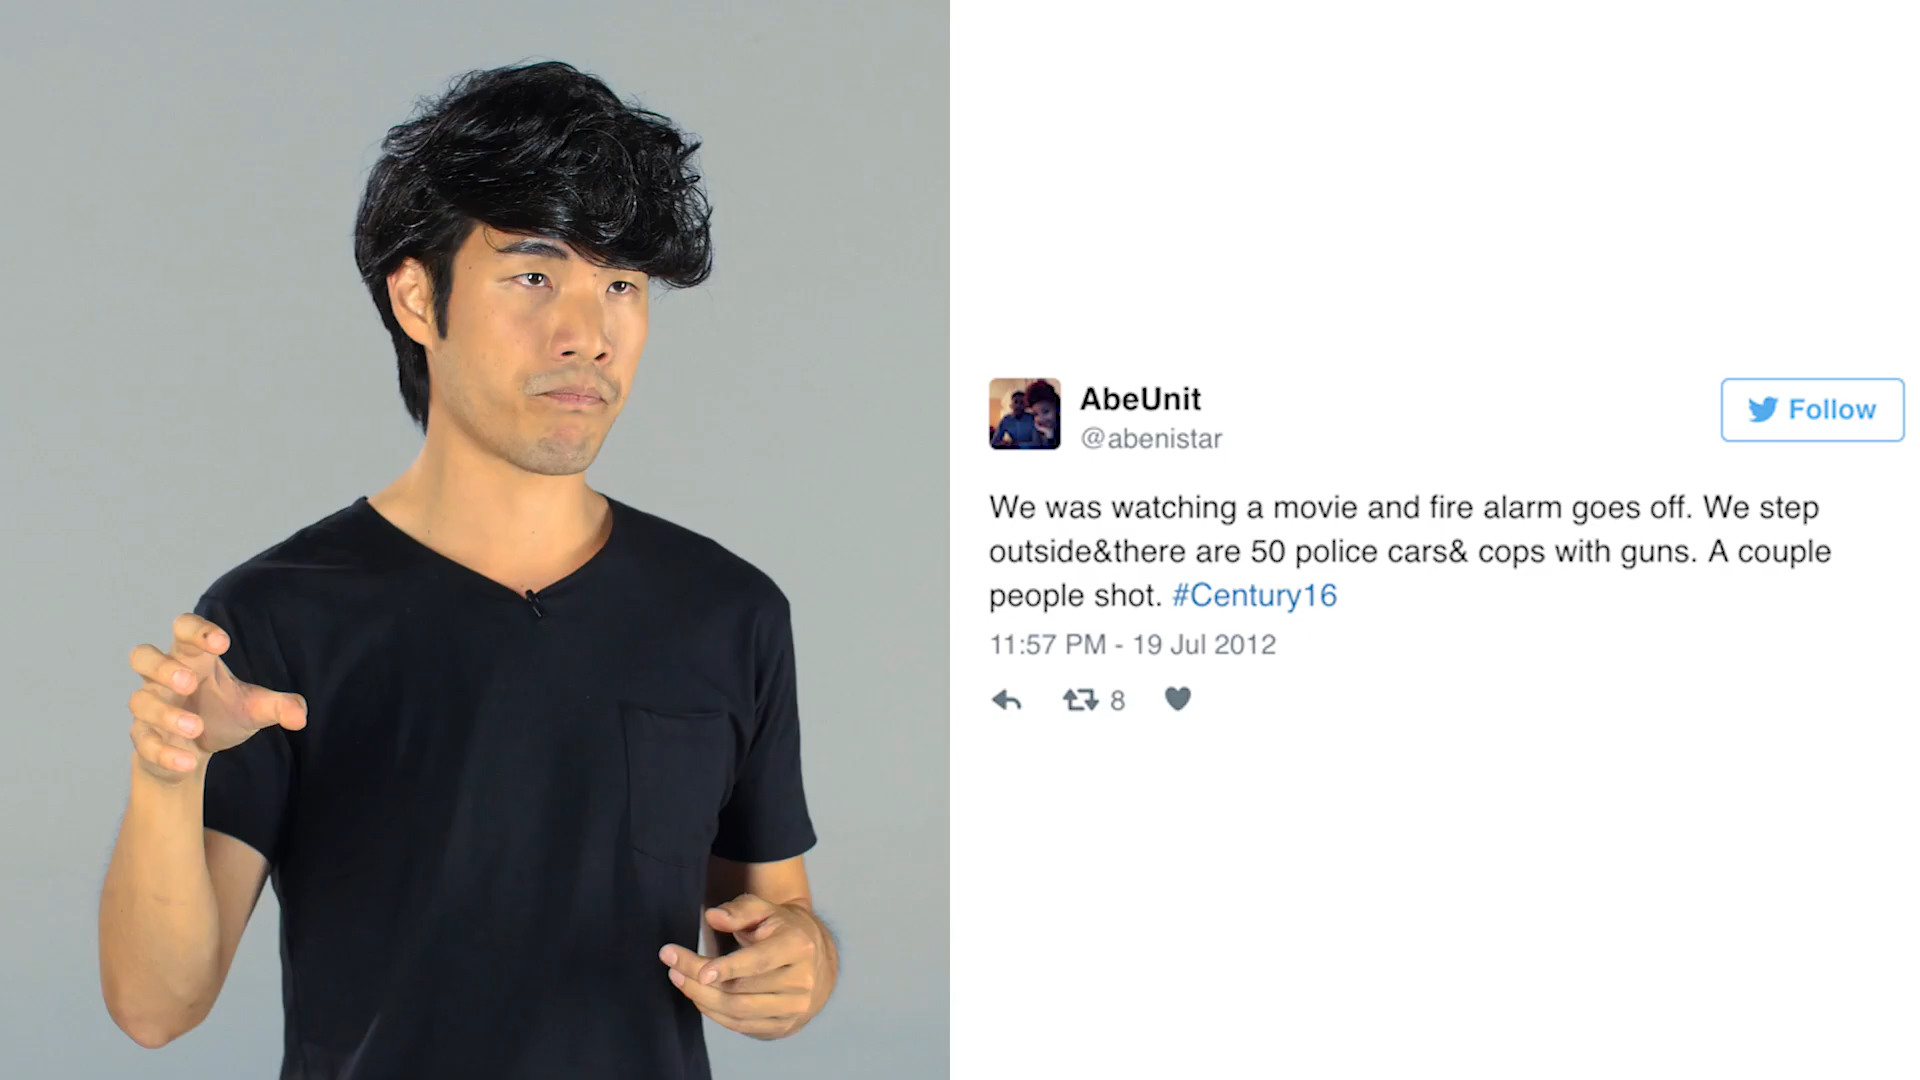 AbeUnit
@abenistar
Follow
We was watching a movie and fire alarm goes off. We step
outside&there are 50 police cars& cops with guns. A couple
people shot. #Century16
11:57 PM - 19 Jul 2012
8